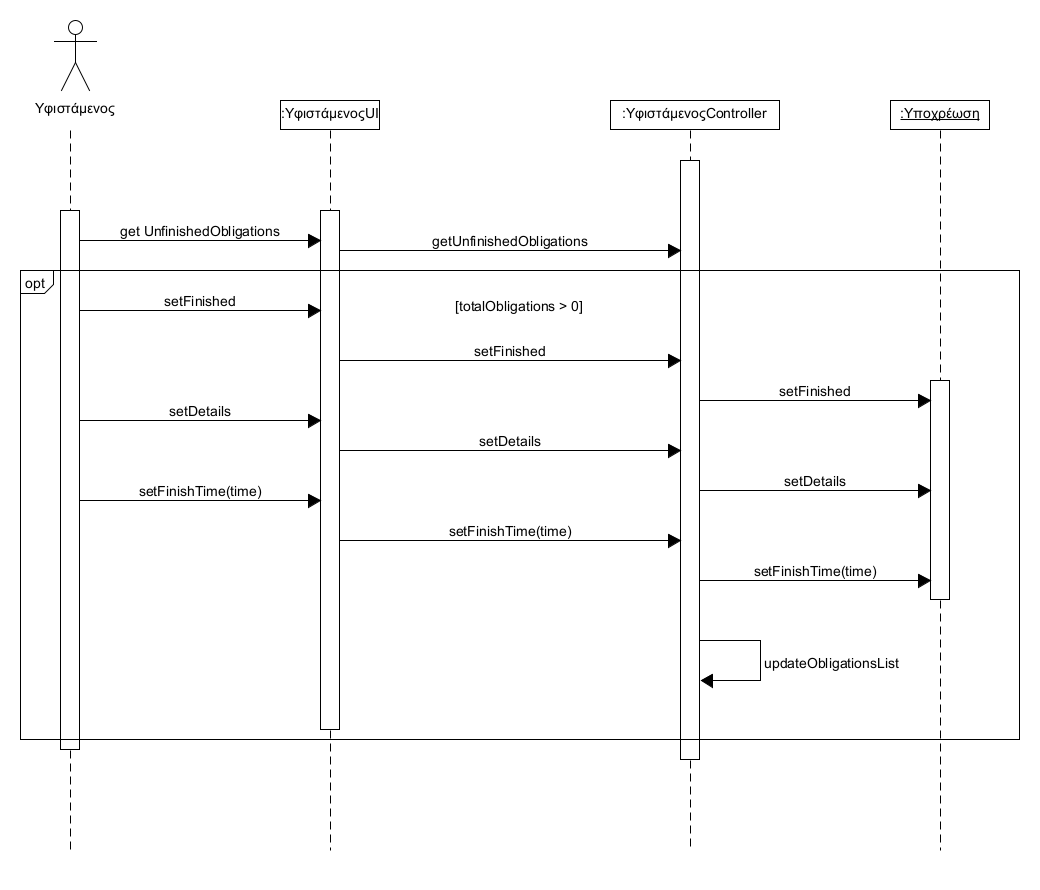 Υφιστάμενος
:ΥφιστάμενοςUI
:ΥφιστάμενοςController
:Υποχρέωση
get UnfinishedObligations
getUnfinishedObligations
opt
setFinished
[totalObligations > 0]
setFinished
setFinished
setDetails
setDetails
setDetails
setFinishTime(time)
setFinishTime(time)
setFinishTime(time)
updateObligationsList